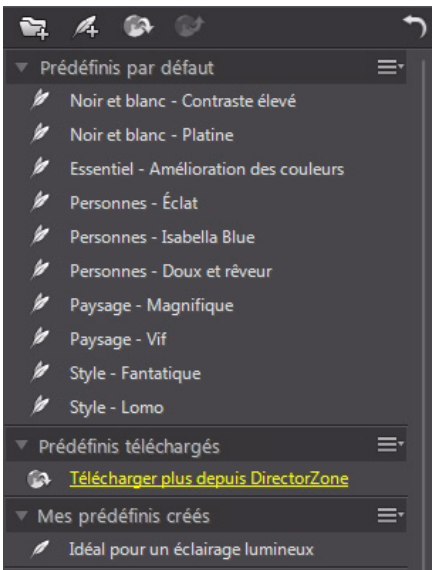 Prédéfinis par défaut
Noir et blanc - Contraste élevé
Noir et blanc - Platine
Essentiel - Amélioration des couleurs
Personnes - Éclat
Personnes - Isabella Blue
Personnes - Doux et rêveur
Paysage - Magnifique
Paysage - Vif
Style - Fantatique
Style - Lomo
Prédéfinis téléchargés
Télécharger plus depuis DirectorZone
Mes prédéfinis créés
Idéal pour un éclairage lumineux